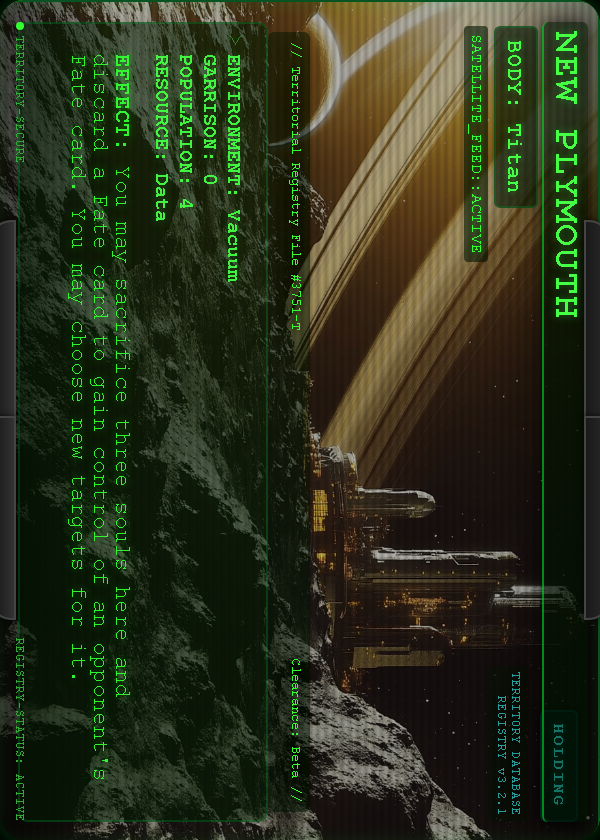 NEW PLYMOUTH
HOLDING
BODY: Titan
TERRITORY DATABASE
REGISTRY v3.2.1
SATELLITE_FEED::ACTIVE
// Territorial Registry File #3751-T
Clearance: Beta //
ENVIRONMENT: Vacuum
GARRISON: 0
POPULATION: 4
RESOURCE: Data
EFFECT: You may sacrifice three souls here and
discard a Fate card to gain control of an opponent's
Fate card. You may choose new targets for it.
TERRITORY-SECURE
REGISTRY-STATUS: ACTIVE